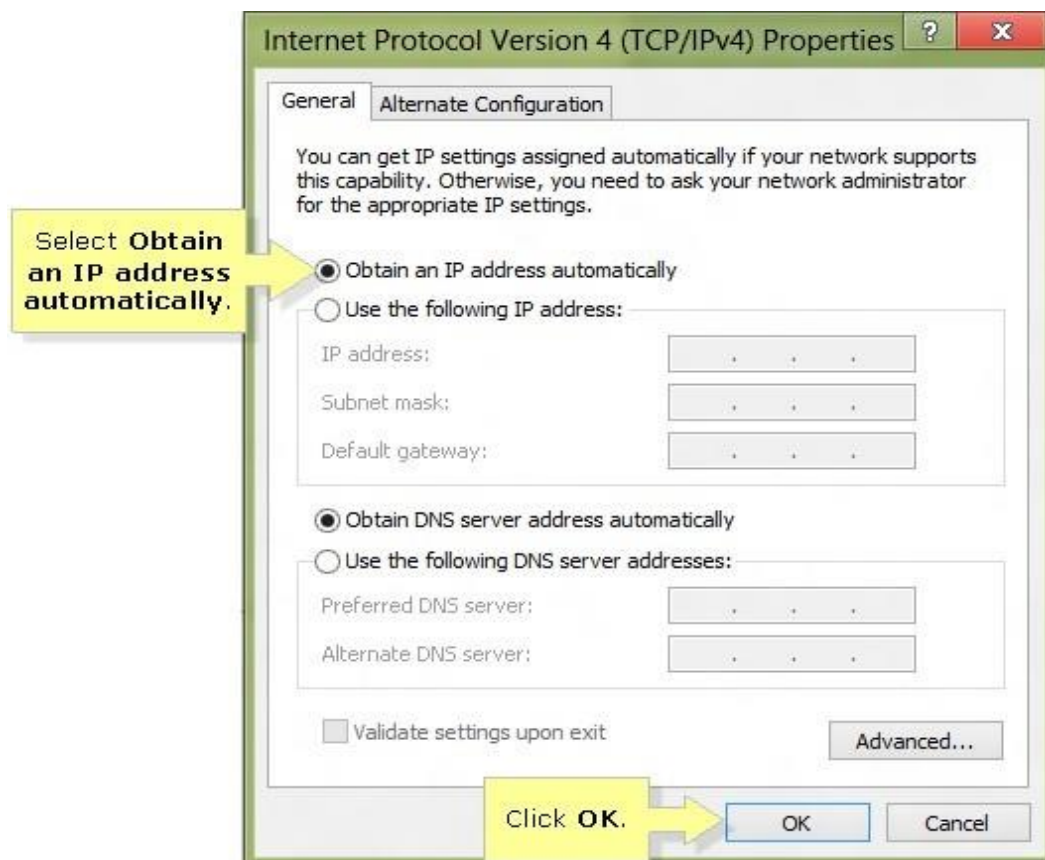 Internet Protocol Version 4 (TCP/IPv4) Properties
?
x
General
Alternate Configuration
You can get IP settings assigned automatically if your network supports
this capability. Otherwise, you need to ask your network administrator
for the appropriate IP settings.
Select Obtain
an IP address
automatically.
Obtain an IP address automatically
Use the following IP address:
IP address:
. . .
Subnet mask:
. . .
Default gateway:
. . .
Obtain DNS server address automatically
Use the following DNS server addresses:
Preferred DNS server:
. . .
Alternate DNS server:
. . .
Validate settings upon exit
Advanced...
Click OK.
OK
Cancel